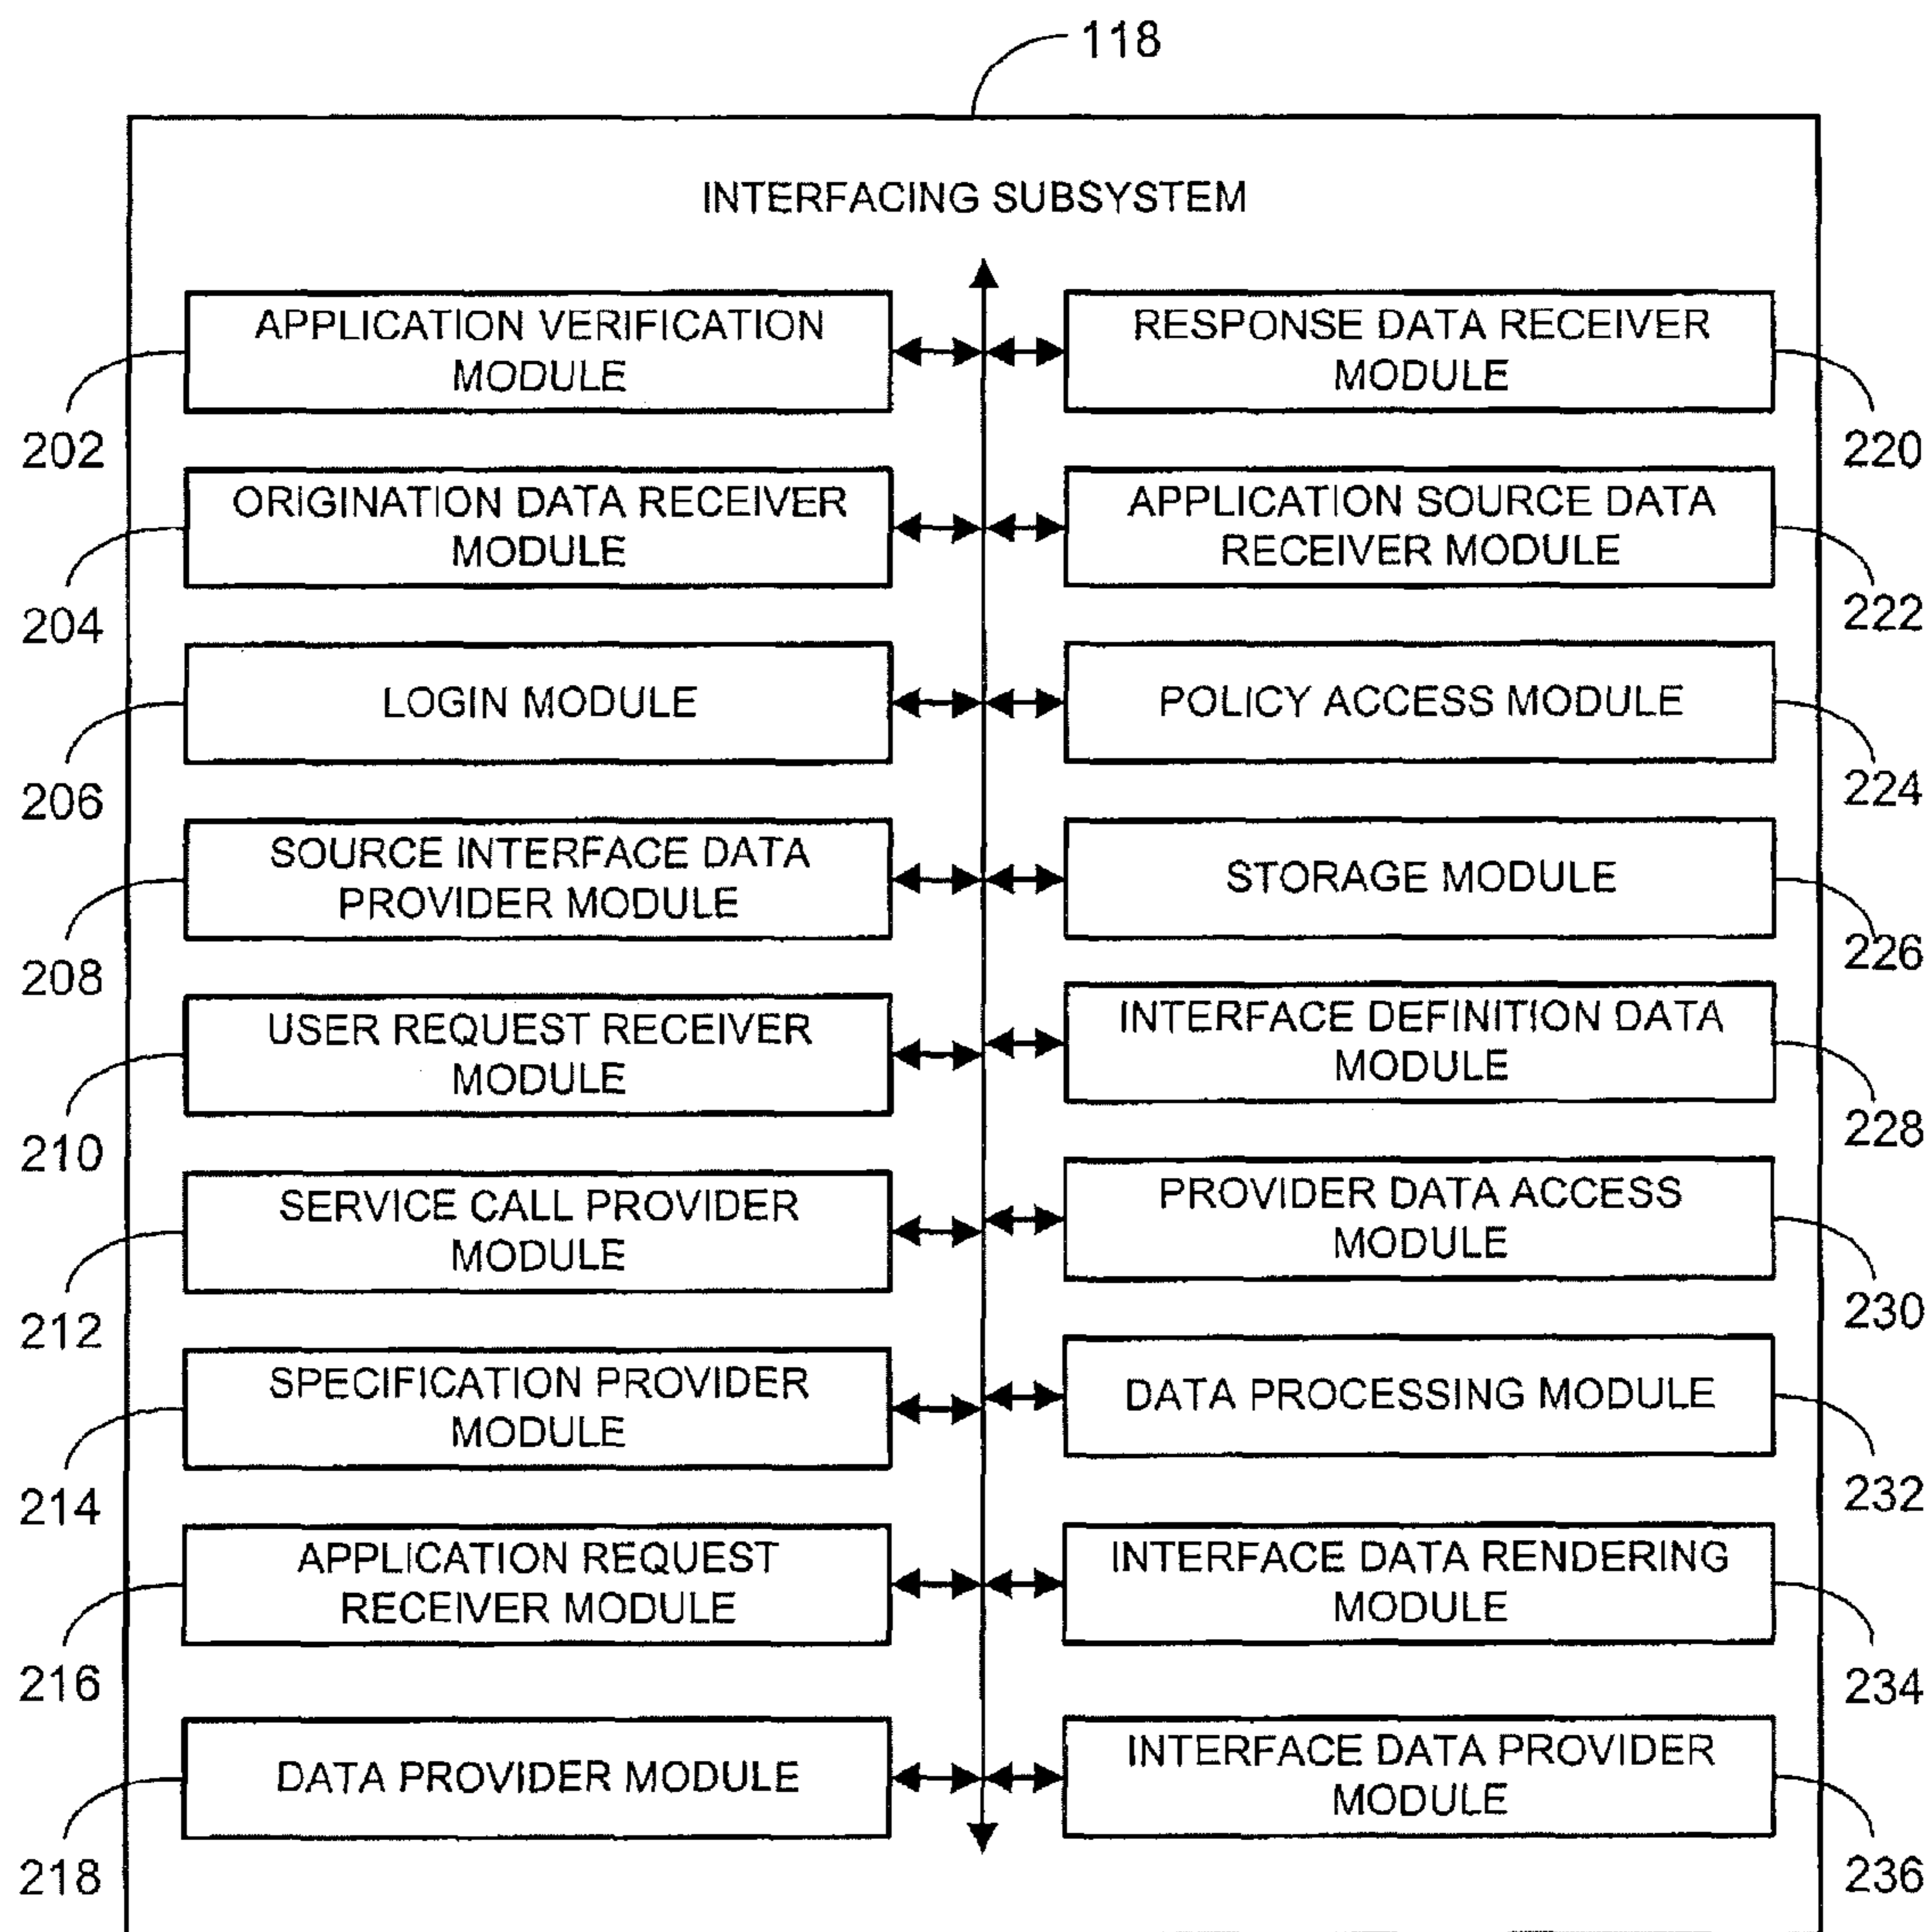 118
INTERFACING SUBSYSTEM
APPLICATION VERIFICATION
MODULE
202
ORIGINATION DATA RECEIVER
MODULE
204
LOGIN MODULE
206
SOURCE INTERFACE DATA
PROVIDER MODULE
208
USER REQUEST RECEIVER
MODULE
210
SERVICE CALL PROVIDER
MODULE
212
SPECIFICATION PROVIDER
MODULE
214
APPLICATION REQUEST
RECEIVER MODULE
216
DATA PROVIDER MODULE
218
RESPONSE DATA RECEIVER
MODULE
220
APPLICATION SOURCE DATA
RECEIVER MODULE
222
POLICY ACCESS MODULE
224
STORAGE MODULE
226
INTERFACE DEFINITION DATA
MODULE
228
PROVIDER DATA ACCESS
MODULE
230
DATA PROCESSING MODULE
232
INTERFACE DATA RENDERING
MODULE
234
INTERFACE DATA PROVIDER
MODULE
236